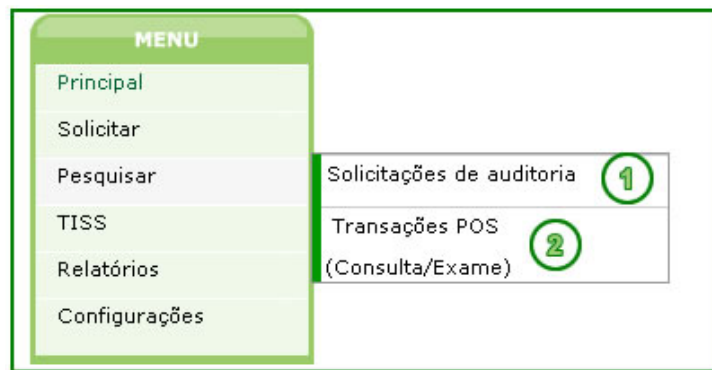 MENU
Principal
Solicitar
Pesquisar
TISS
Relatórios
Configurações
Solicitações de auditoria 1
Transações POS
(Consulta/Exame) 2